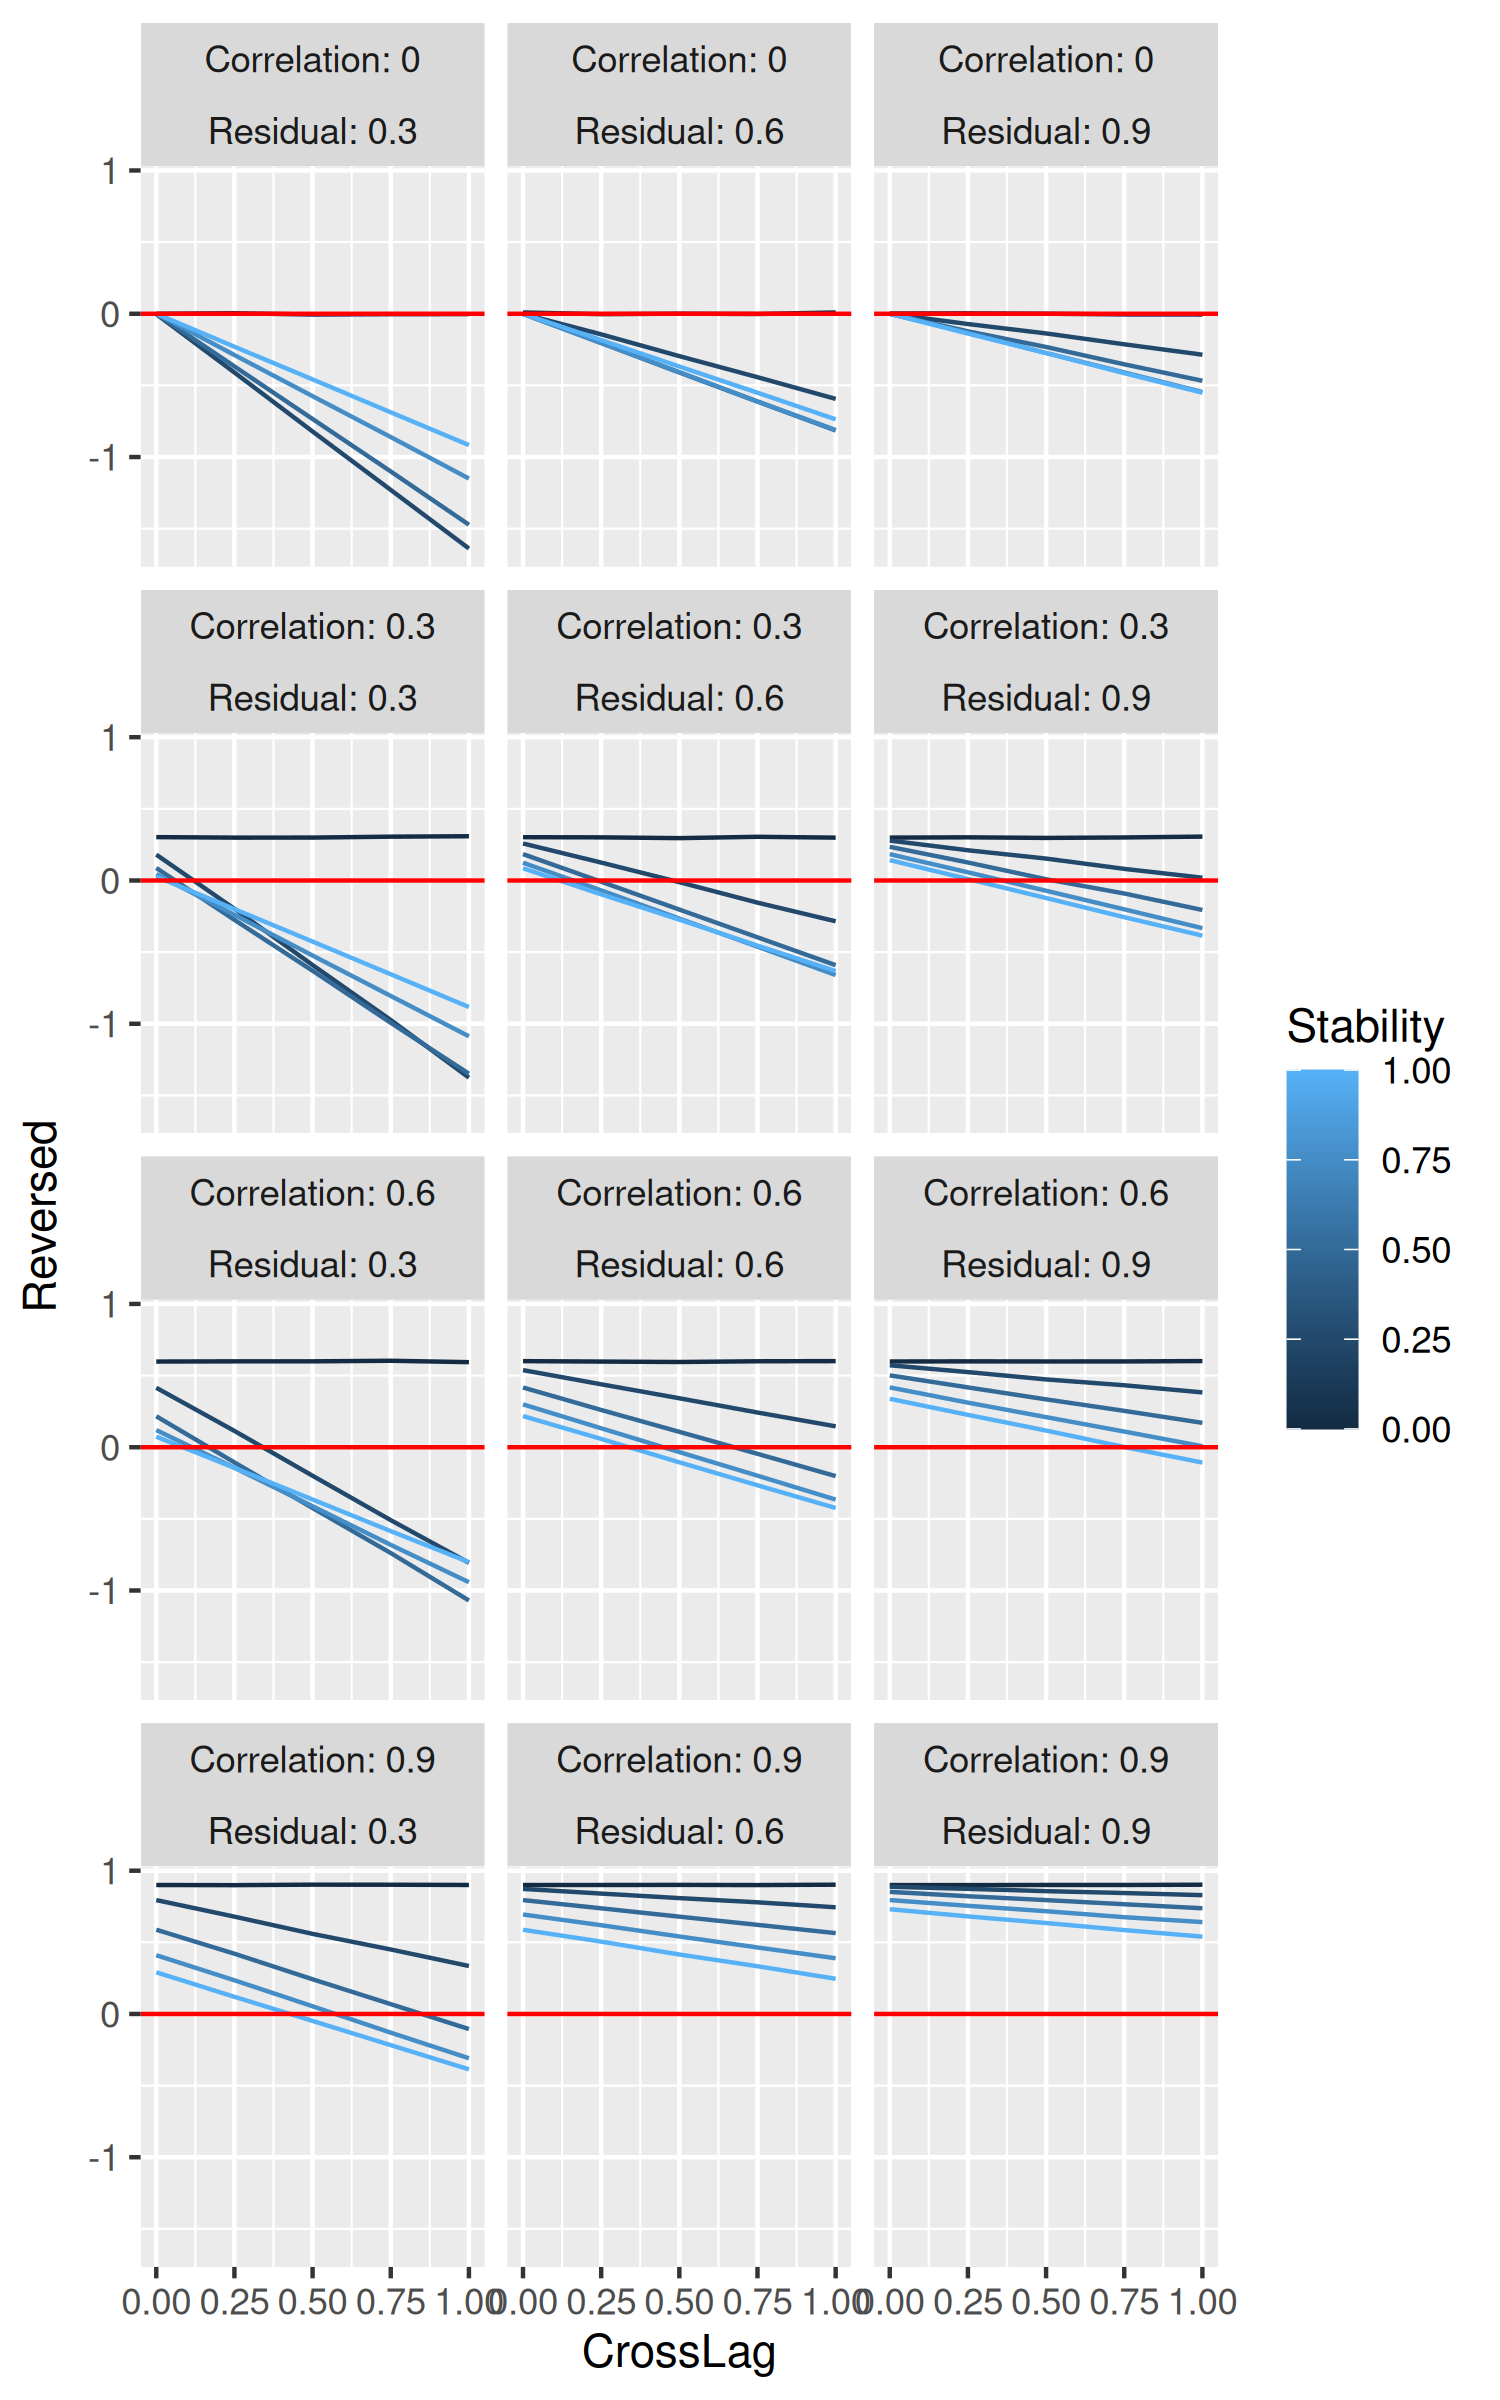 Correlation: 0
Residual: 0.3
Correlation: 0
Residual: 0.6
Correlation: 0
Residual: 0.9
1
0
-1
Correlation: 0.3
Residual: 0.3
Correlation: 0.3
Residual: 0.6
Correlation: 0.3
Residual: 0.9
1
0
-1
Correlation: 0.6
Residual: 0.3
Correlation: 0.6
Residual: 0.6
Correlation: 0.6
Residual: 0.9
1
0
-1
Correlation: 0.9
Residual: 0.3
Correlation: 0.9
Residual: 0.6
Correlation: 0.9
Residual: 0.9
1
0
-1
0.00 0.25 0.50 0.75 1.00
0.00 0.25 0.50 0.75 1.00
0.00 0.25 0.50 0.75 1.00
CrossLag
Reversed
Stability
1.00
0.75
0.50
0.25
0.00